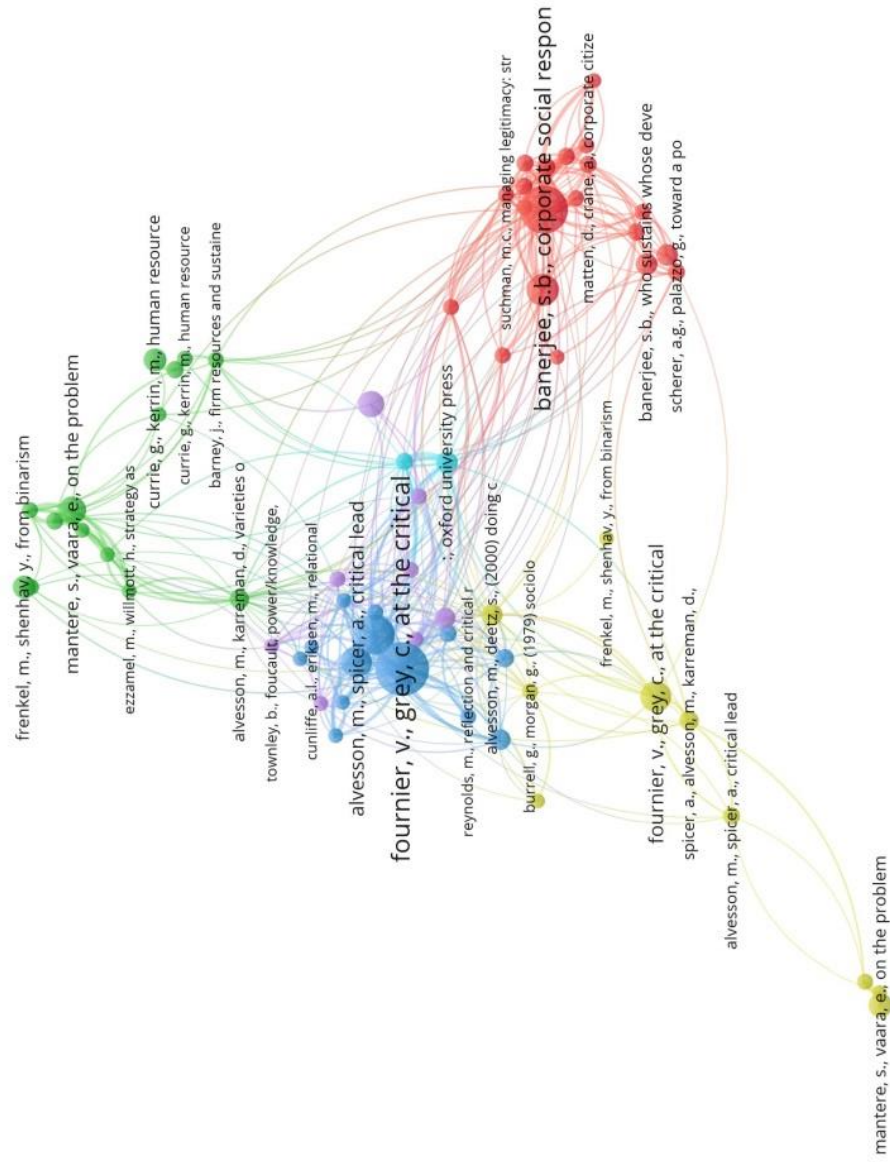 frenkel, m., shenhav, y., from binarism
mantere, s., vaara, e., on the problem
ezzamel, m., willmott, h., strategy as
currie, g., kerrin, m., human resource
currie, g., kerrin, m., human resource
barney, j., firm resources and sustaine
alvesson, m., karreman, d., varieties o
townley, b., foucault, power/knowledge,
cunliffe, a.l., eriksen, m., relational
alvesson, m., spicer, a., critical lead
fournier, v., grey, c., at the critical
:, oxford university press
reynolds, m., reflection and critical r
alvesson, m., deetz, s., (2000) doing c
suchman, m.c., managing legitimacy: str
burrell, g., morgan, g., (1979) sociolo
banerjee, s.b., corporate social respon
matten, d., crane, a., corporate citize
frenkel, m., shenhav, y., from binarism
banerjee, s.b., who sustains whose deve
fournier, v., grey, c., at the critical
scherer, a.g., palazzo, g., toward a po
spicer, a., alvesson, m., karreman, d.,
alvesson, m., spicer, a., critical lead
mantere, s., vaara, e., on the problem